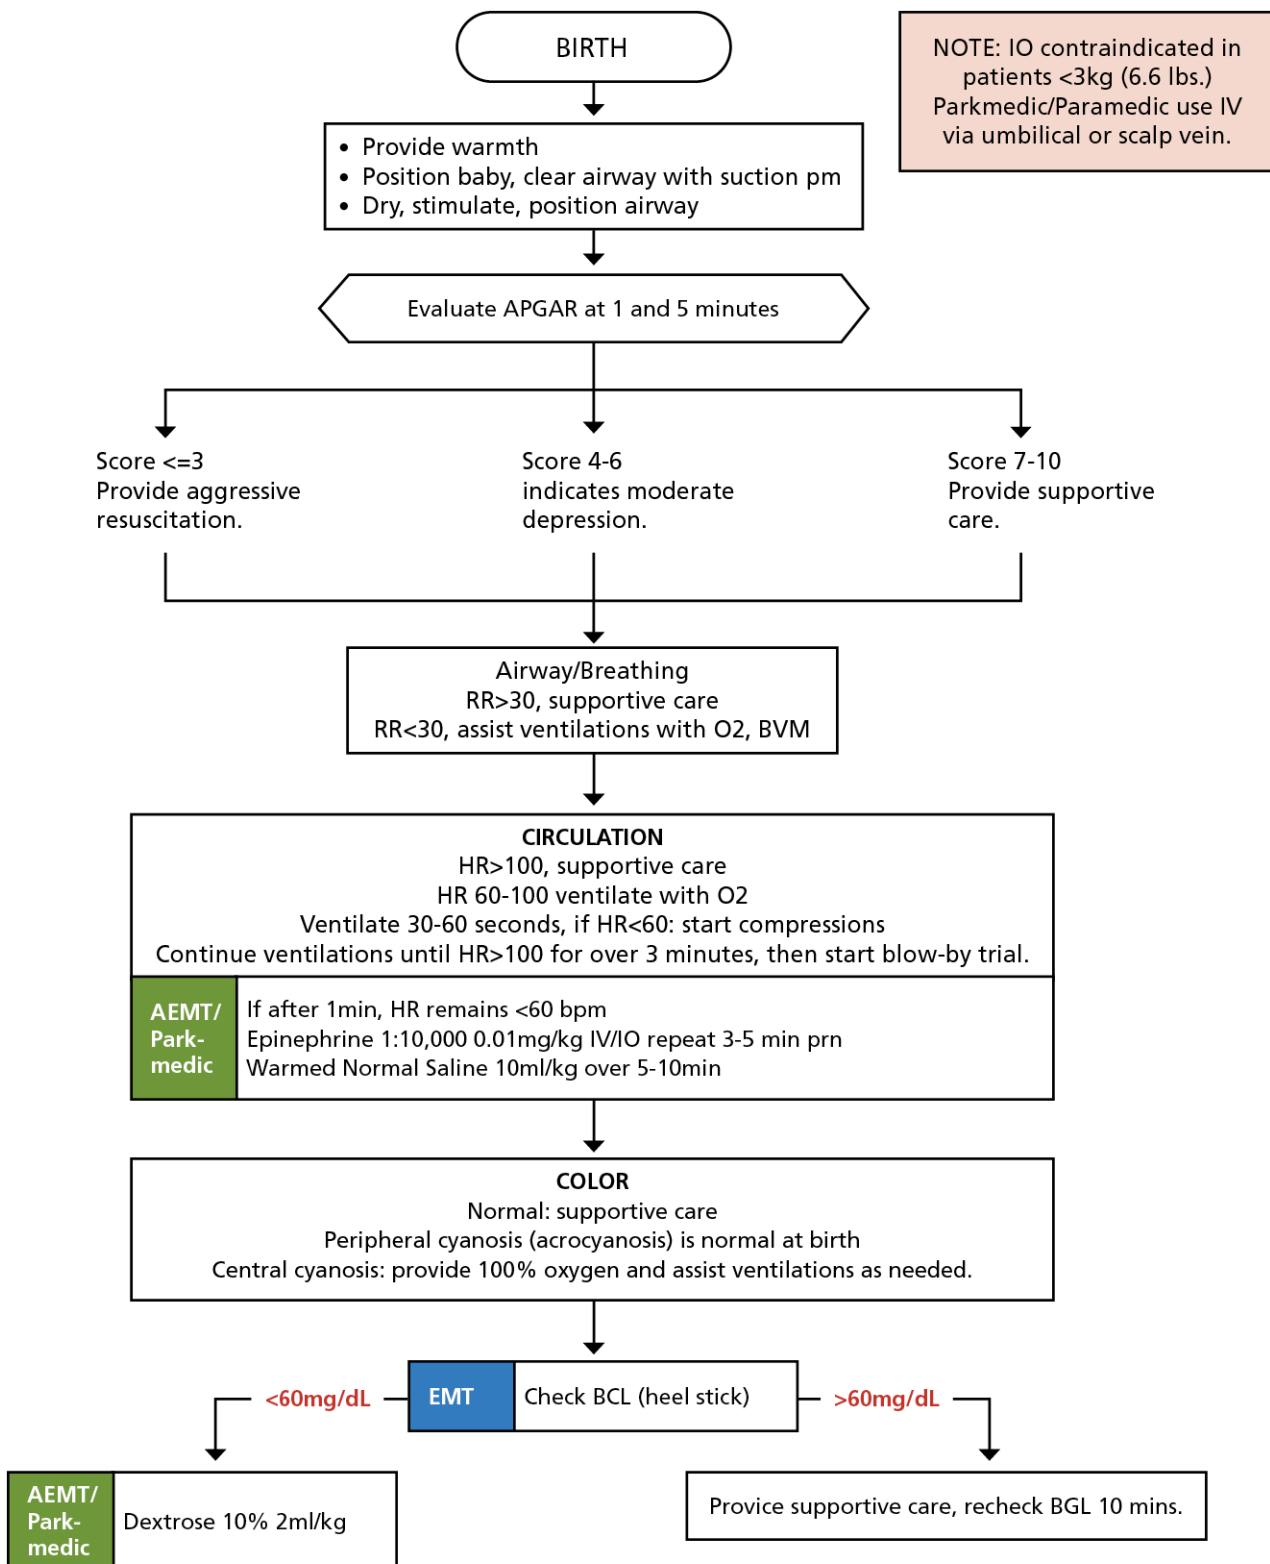 BIRTH
NOTE: IO contraindicated in
patients <3kg (6.6 lbs.)
Parkmedic/Paramedic use IV
via umbilical or scalp vein.
• Provide warmth
• Position baby, clear airway with suction pm
• Dry, stimulate, position airway
Evaluate APGAR at 1 and 5 minutes
Score <=3
Provide aggressive
resuscitation.
Score 4-6
indicates moderate
depression.
Score 7-10
Provide supportive
care.
Airway/Breathing
RR>30, supportive care
RR<30, assist ventilations with O2, BVM
CIRCULATION
HR>100, supportive care
HR 60-100 ventilate with O2
Ventilate 30-60 seconds, if HR<60: start compressions
Continue ventilations until HR>100 for over 3 minutes, then start blow-by trial.
AEMT/
Park-
medic
If after 1min, HR remains <60 bpm
Epinephrine 1:10,000 0.01mg/kg IV/IO repeat 3-5 min prn
Warmed Normal Saline 10ml/kg over 5-10min
COLOR
Normal: supportive care
Peripheral cyanosis (acrocyanosis) is normal at birth
Central cyanosis: provide 100% oxygen and assist ventilations as needed.
<60mg/dL
EMT
Check BCL (heel stick)
>60mg/dL
AEMT/
Park-
medic
Dextrose 10% 2ml/kg
Provice supportive care, recheck BGL 10 mins.